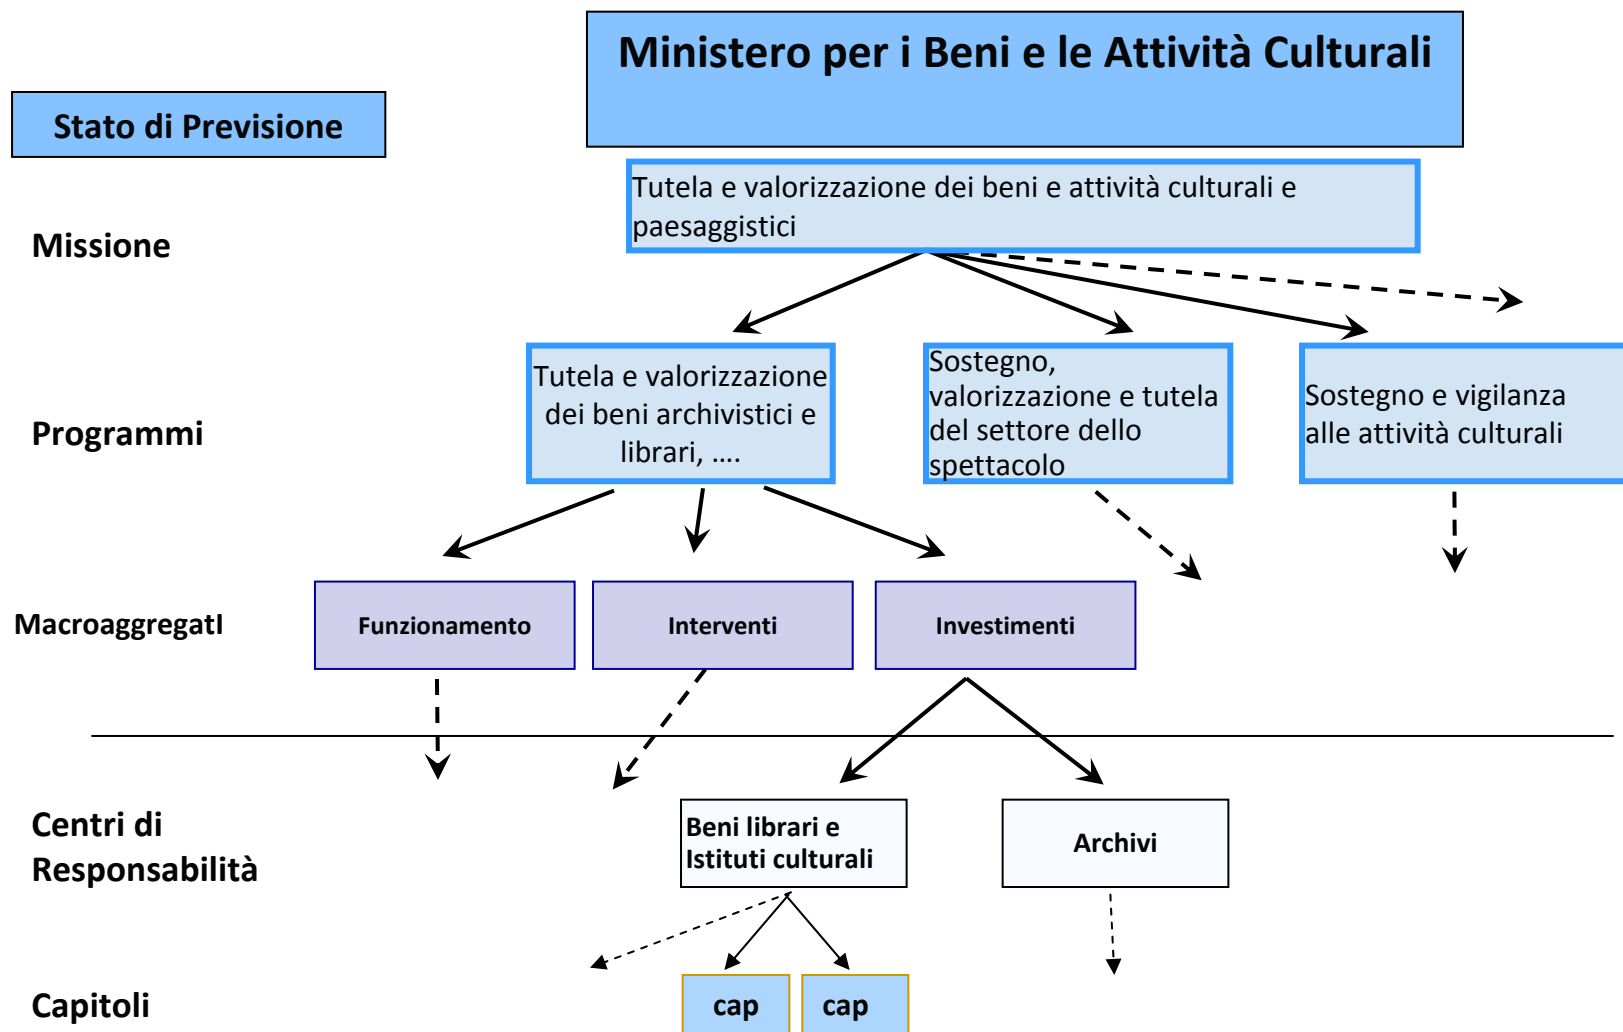 Ministero per i Beni e le Attività Culturali
Stato di Previsione
Tutela e valorizzazione dei beni e attività culturali e
paesaggistici
Missione
Programmi
Tutela e valorizzazione
dei beni archivistici e
librari, ....
Sostegno,
valorizzazione e tutela
del settore dello
spettacolo
Sostegno e vigilanza
alle attività culturali
MacroaggregatI
Funzionamento
Interventi
Investimenti
Centri di
Responsabilità
Beni librari e
Istituti culturali
Archivi
Capitoli
cap
cap